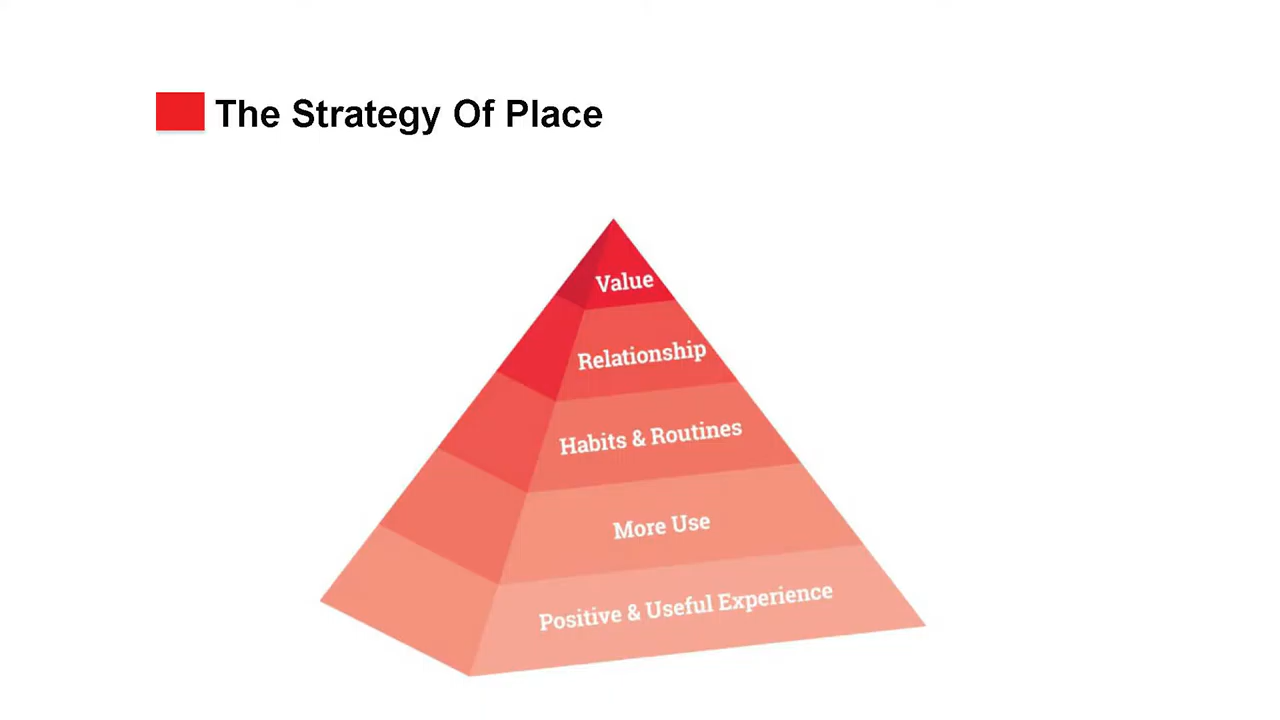 The Strategy Of Place
Value
Relationship
Habits & Routines
More Use
Positive & Useful Experience